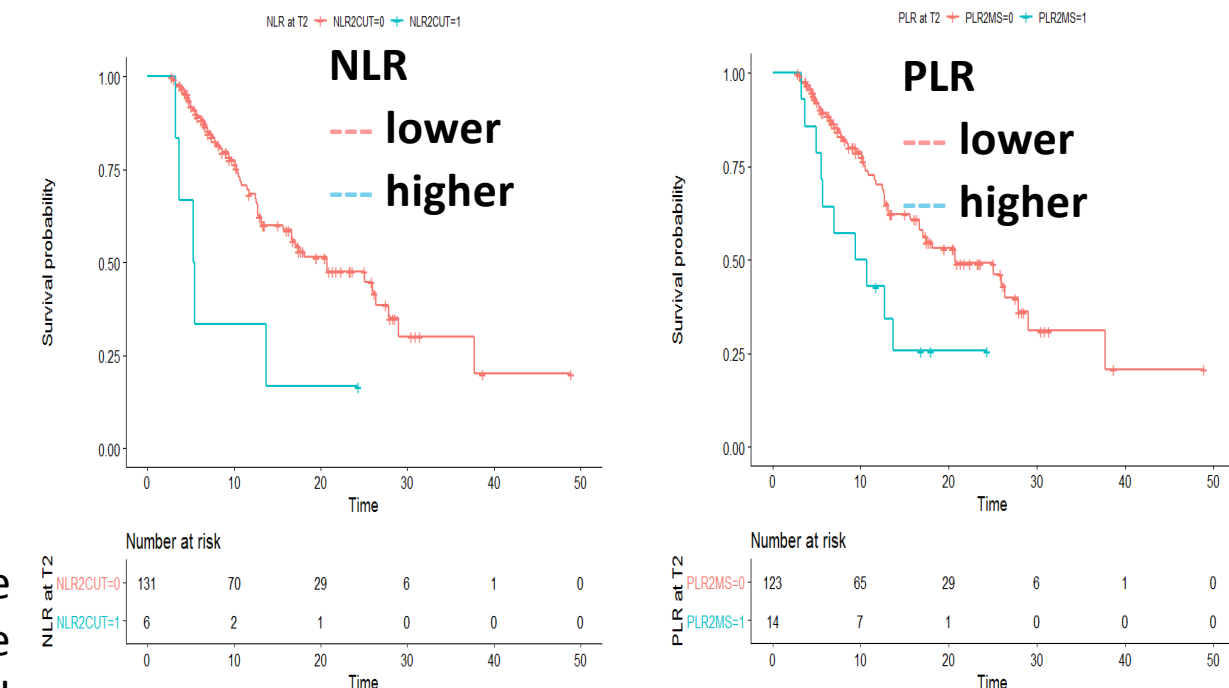 NLR at T2 NLR2CUT=0 NLR2CUT=1
NLR
lower
higher
Survival probability
1.00
0.75
0.50
0.25
0.00
0 10 20 30 40 50
Time
Number at risk
NLR at T2
NLR2CUT=0 131 70 29 6 1 0
NLR2CUT=1 6 2 1 0 0 0
0 10 20 30 40 50
Time
PLR at T2 PLR2MS=0 PLR2MS=1
PLR
lower
higher
Survival probability
1.00
0.75
0.50
0.25
0.00
0 10 20 30 40 50
Time
Number at risk
PLR at T2
PLR2MS=0 123 65 29 6 1 0
PLR2MS=1 14 7 1 0 0 0
0 10 20 30 40 50
Time